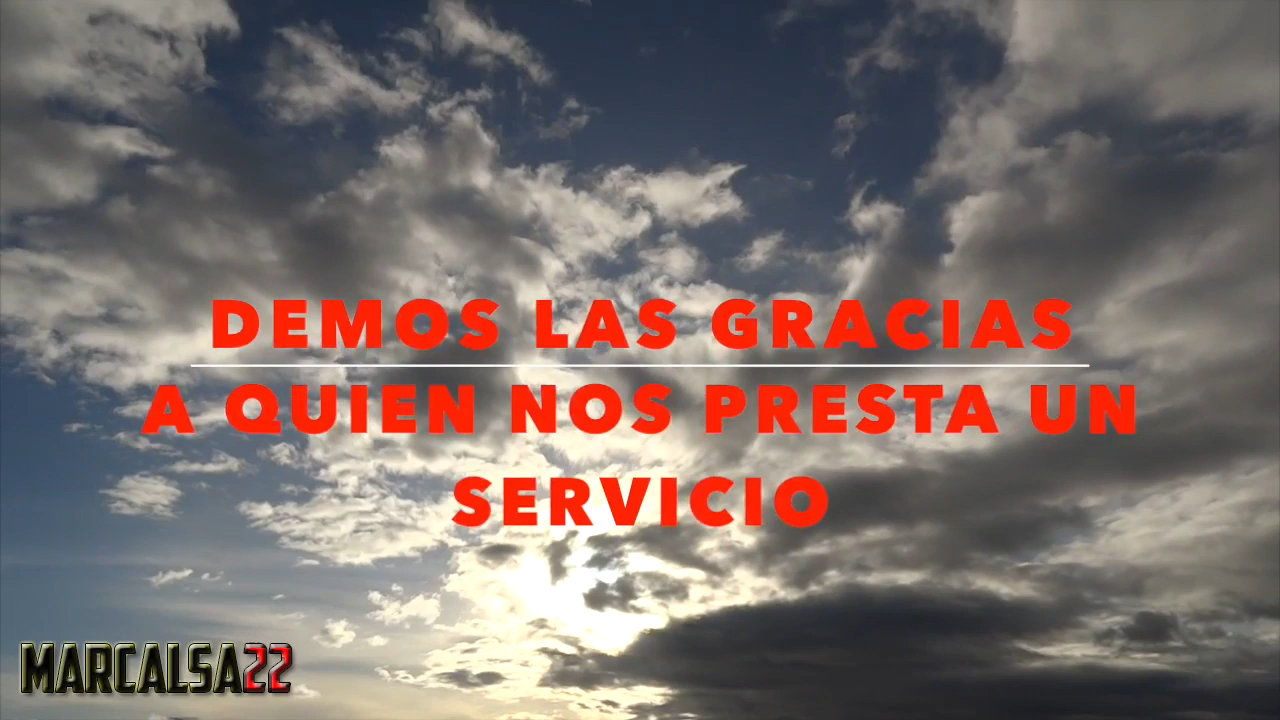 DEMOS LAS GRACIAS
A QUIEN NOS PRESTA UN
SERVICIO
MARCALSA22